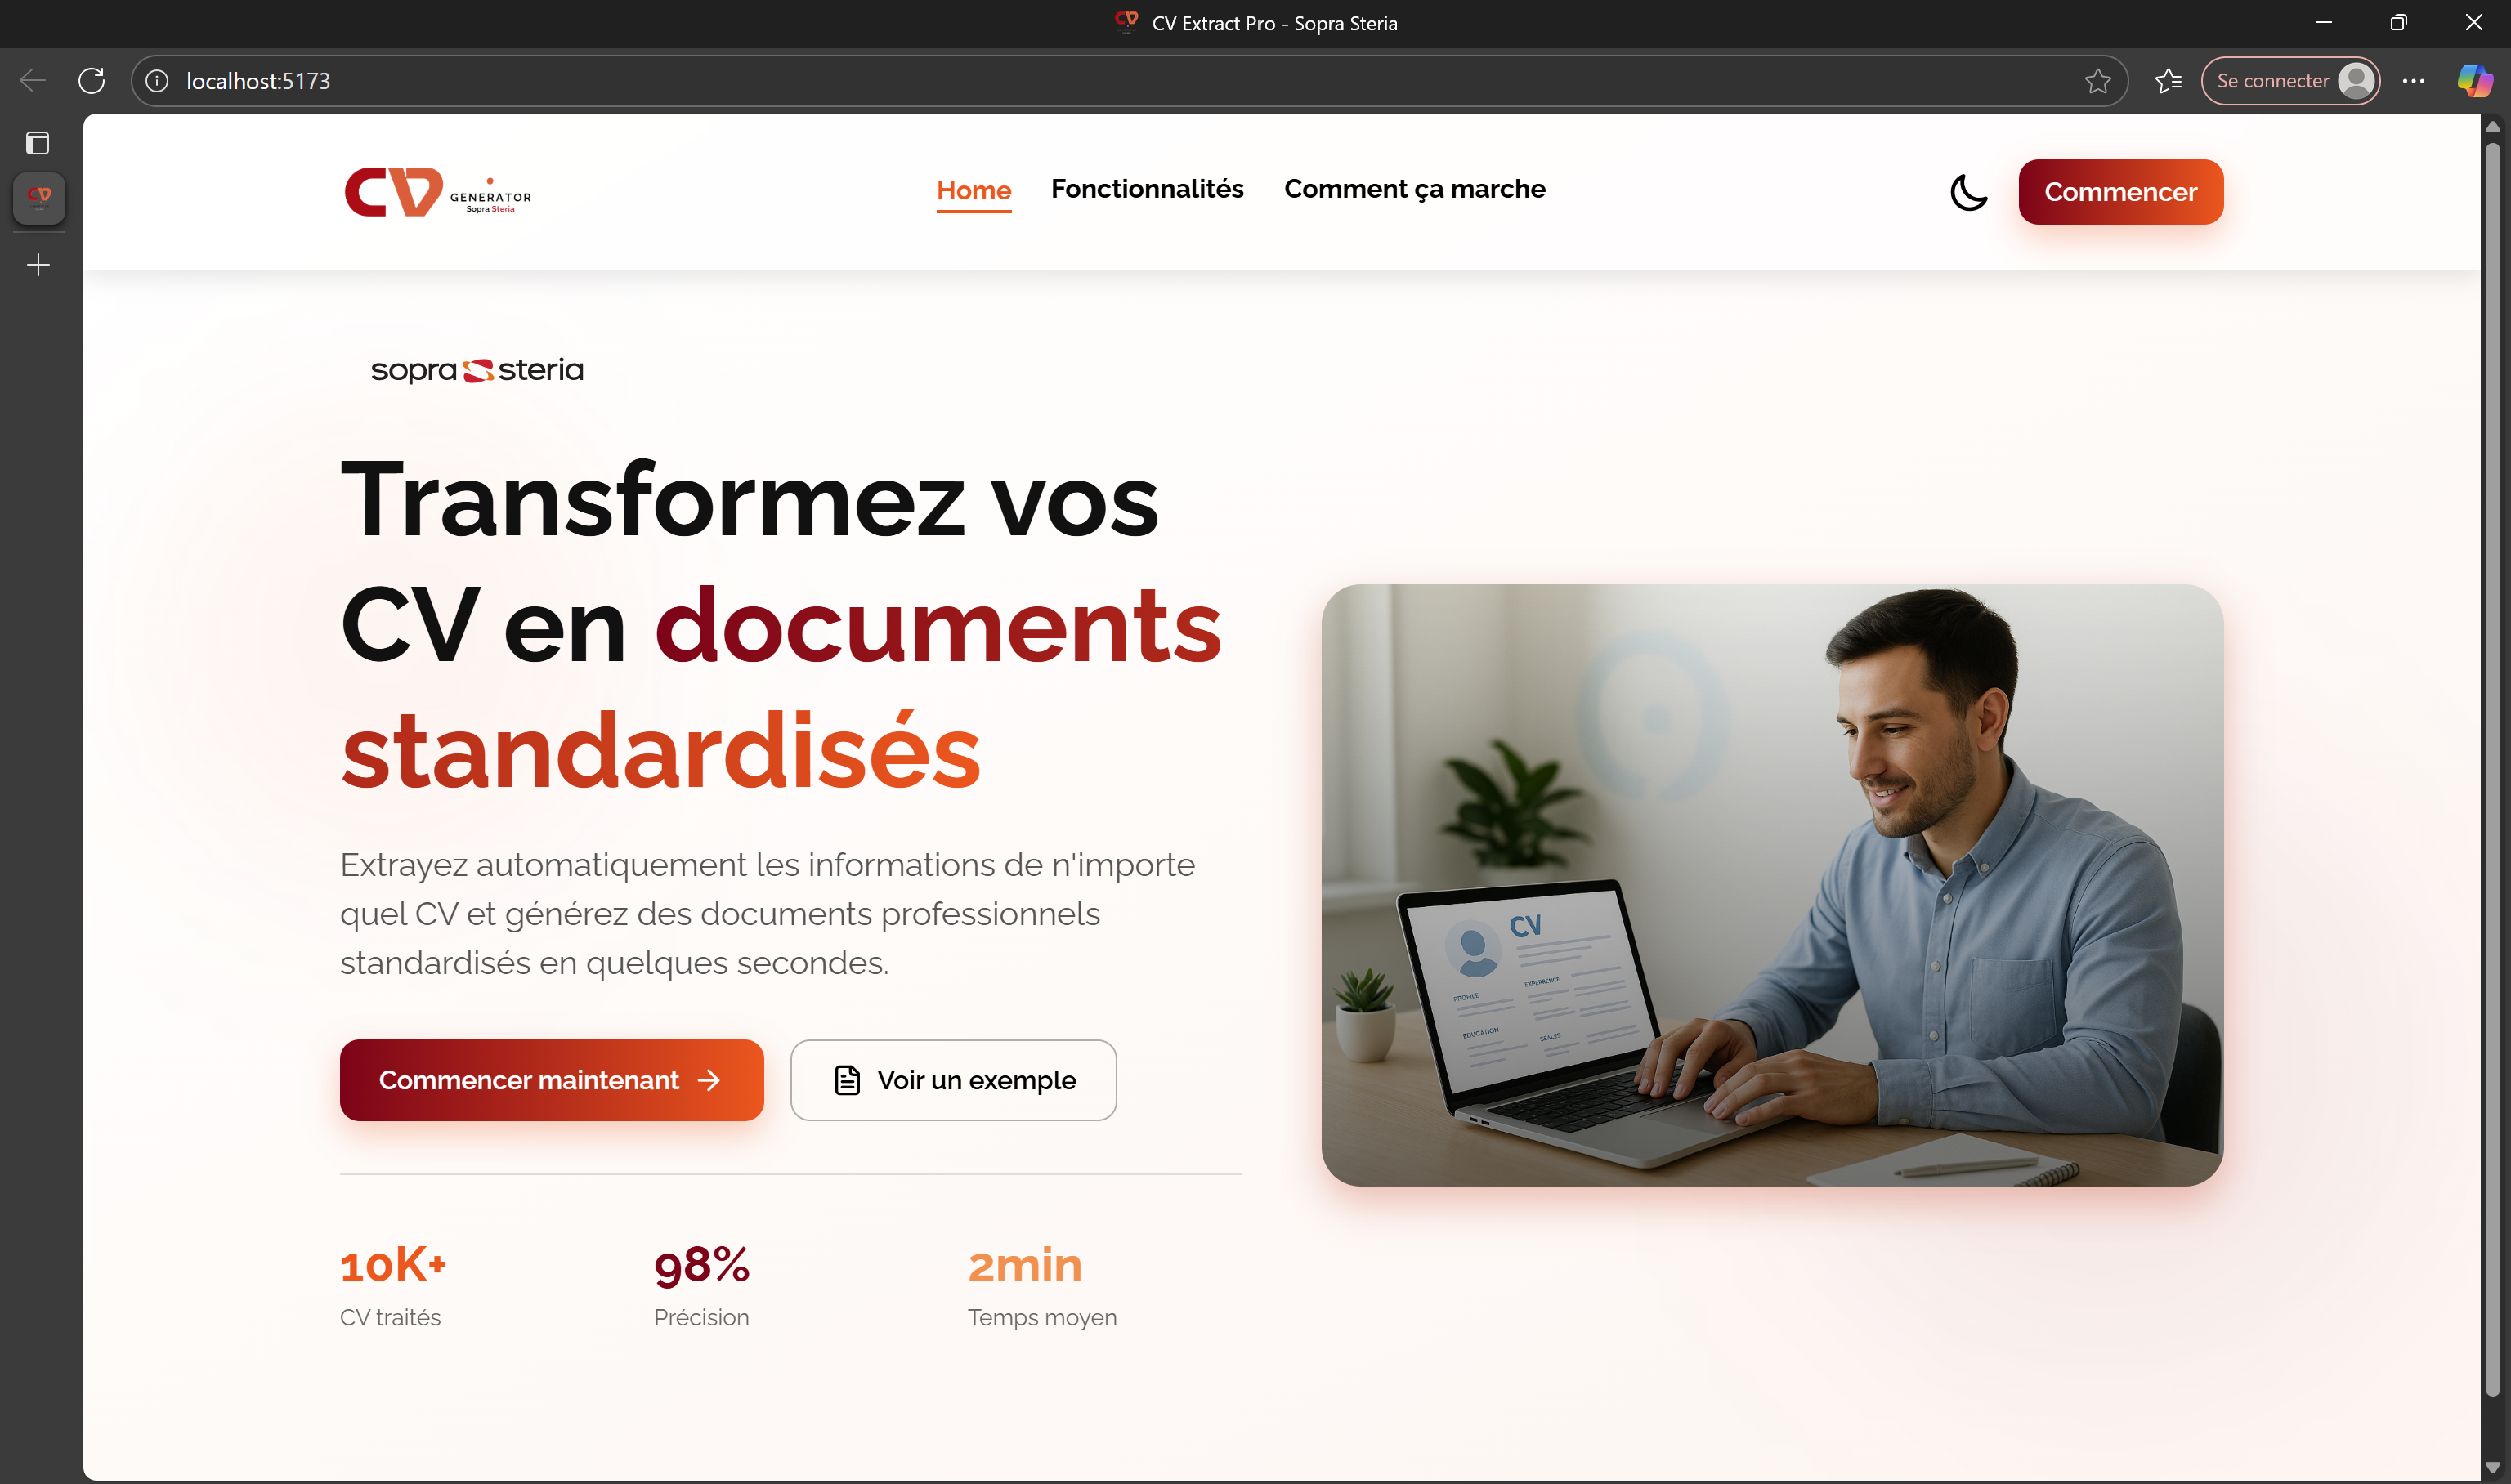 CV Extract Pro - Sopra Steria
localhost:5173
Se connecter
CV GENERATOR
Sopra Steria
Home
Fonctionnalités
Comment ça marche
Commencer
sopra steria
Transformez vos
CV en documents
standardisés
Extrayez automatiquement les informations de n'importe
quel CV et générez des documents professionnels
standardisés en quelques secondes.
Commencer maintenant
Voir un exemple
10K+
CV traités
98%
Précision
2min
Temps moyen
CV
PROFILE
EXPERIENCE
EDUCATION
SEALES